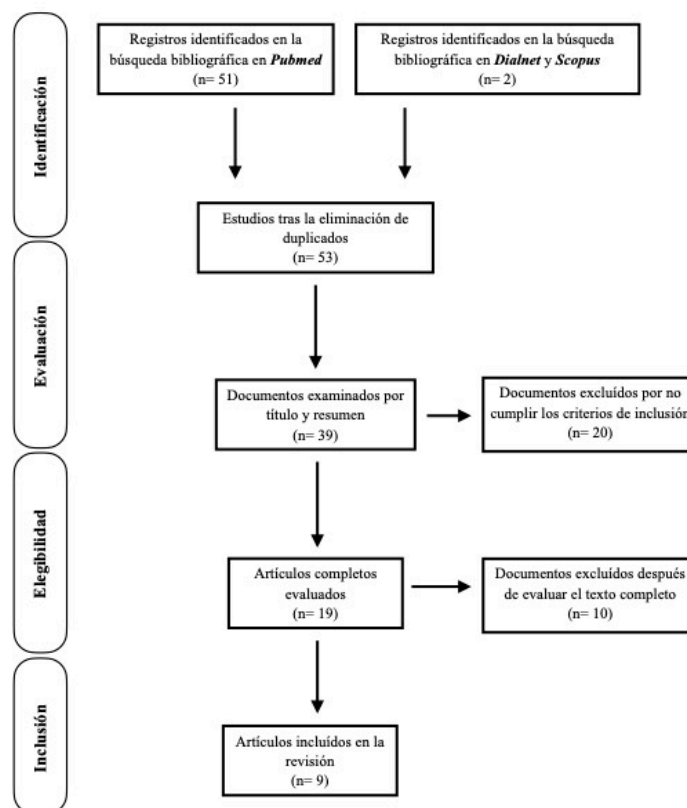 Identificación
Registros identificados en la
búsqueda bibliográfica en Pubmed
(n= 51)
Registros identificados en la búsqueda
bibliográfica en Dialnet y Scopus
(n= 2)
Estudios tras la eliminación de
duplicados
(n= 53)
Evaluación
Documentos examinados por
título y resumen
(n= 39)
Documentos excluídos por no
cumplir los criterios de inclusión
(n= 20)
Elegibilidad
Artículos completos
evaluados
(n= 19)
Documentos excluídos después
de evaluar el texto completo
(n= 10)
Inclusión
Artículos incluídos en la
revisión
(n= 9)